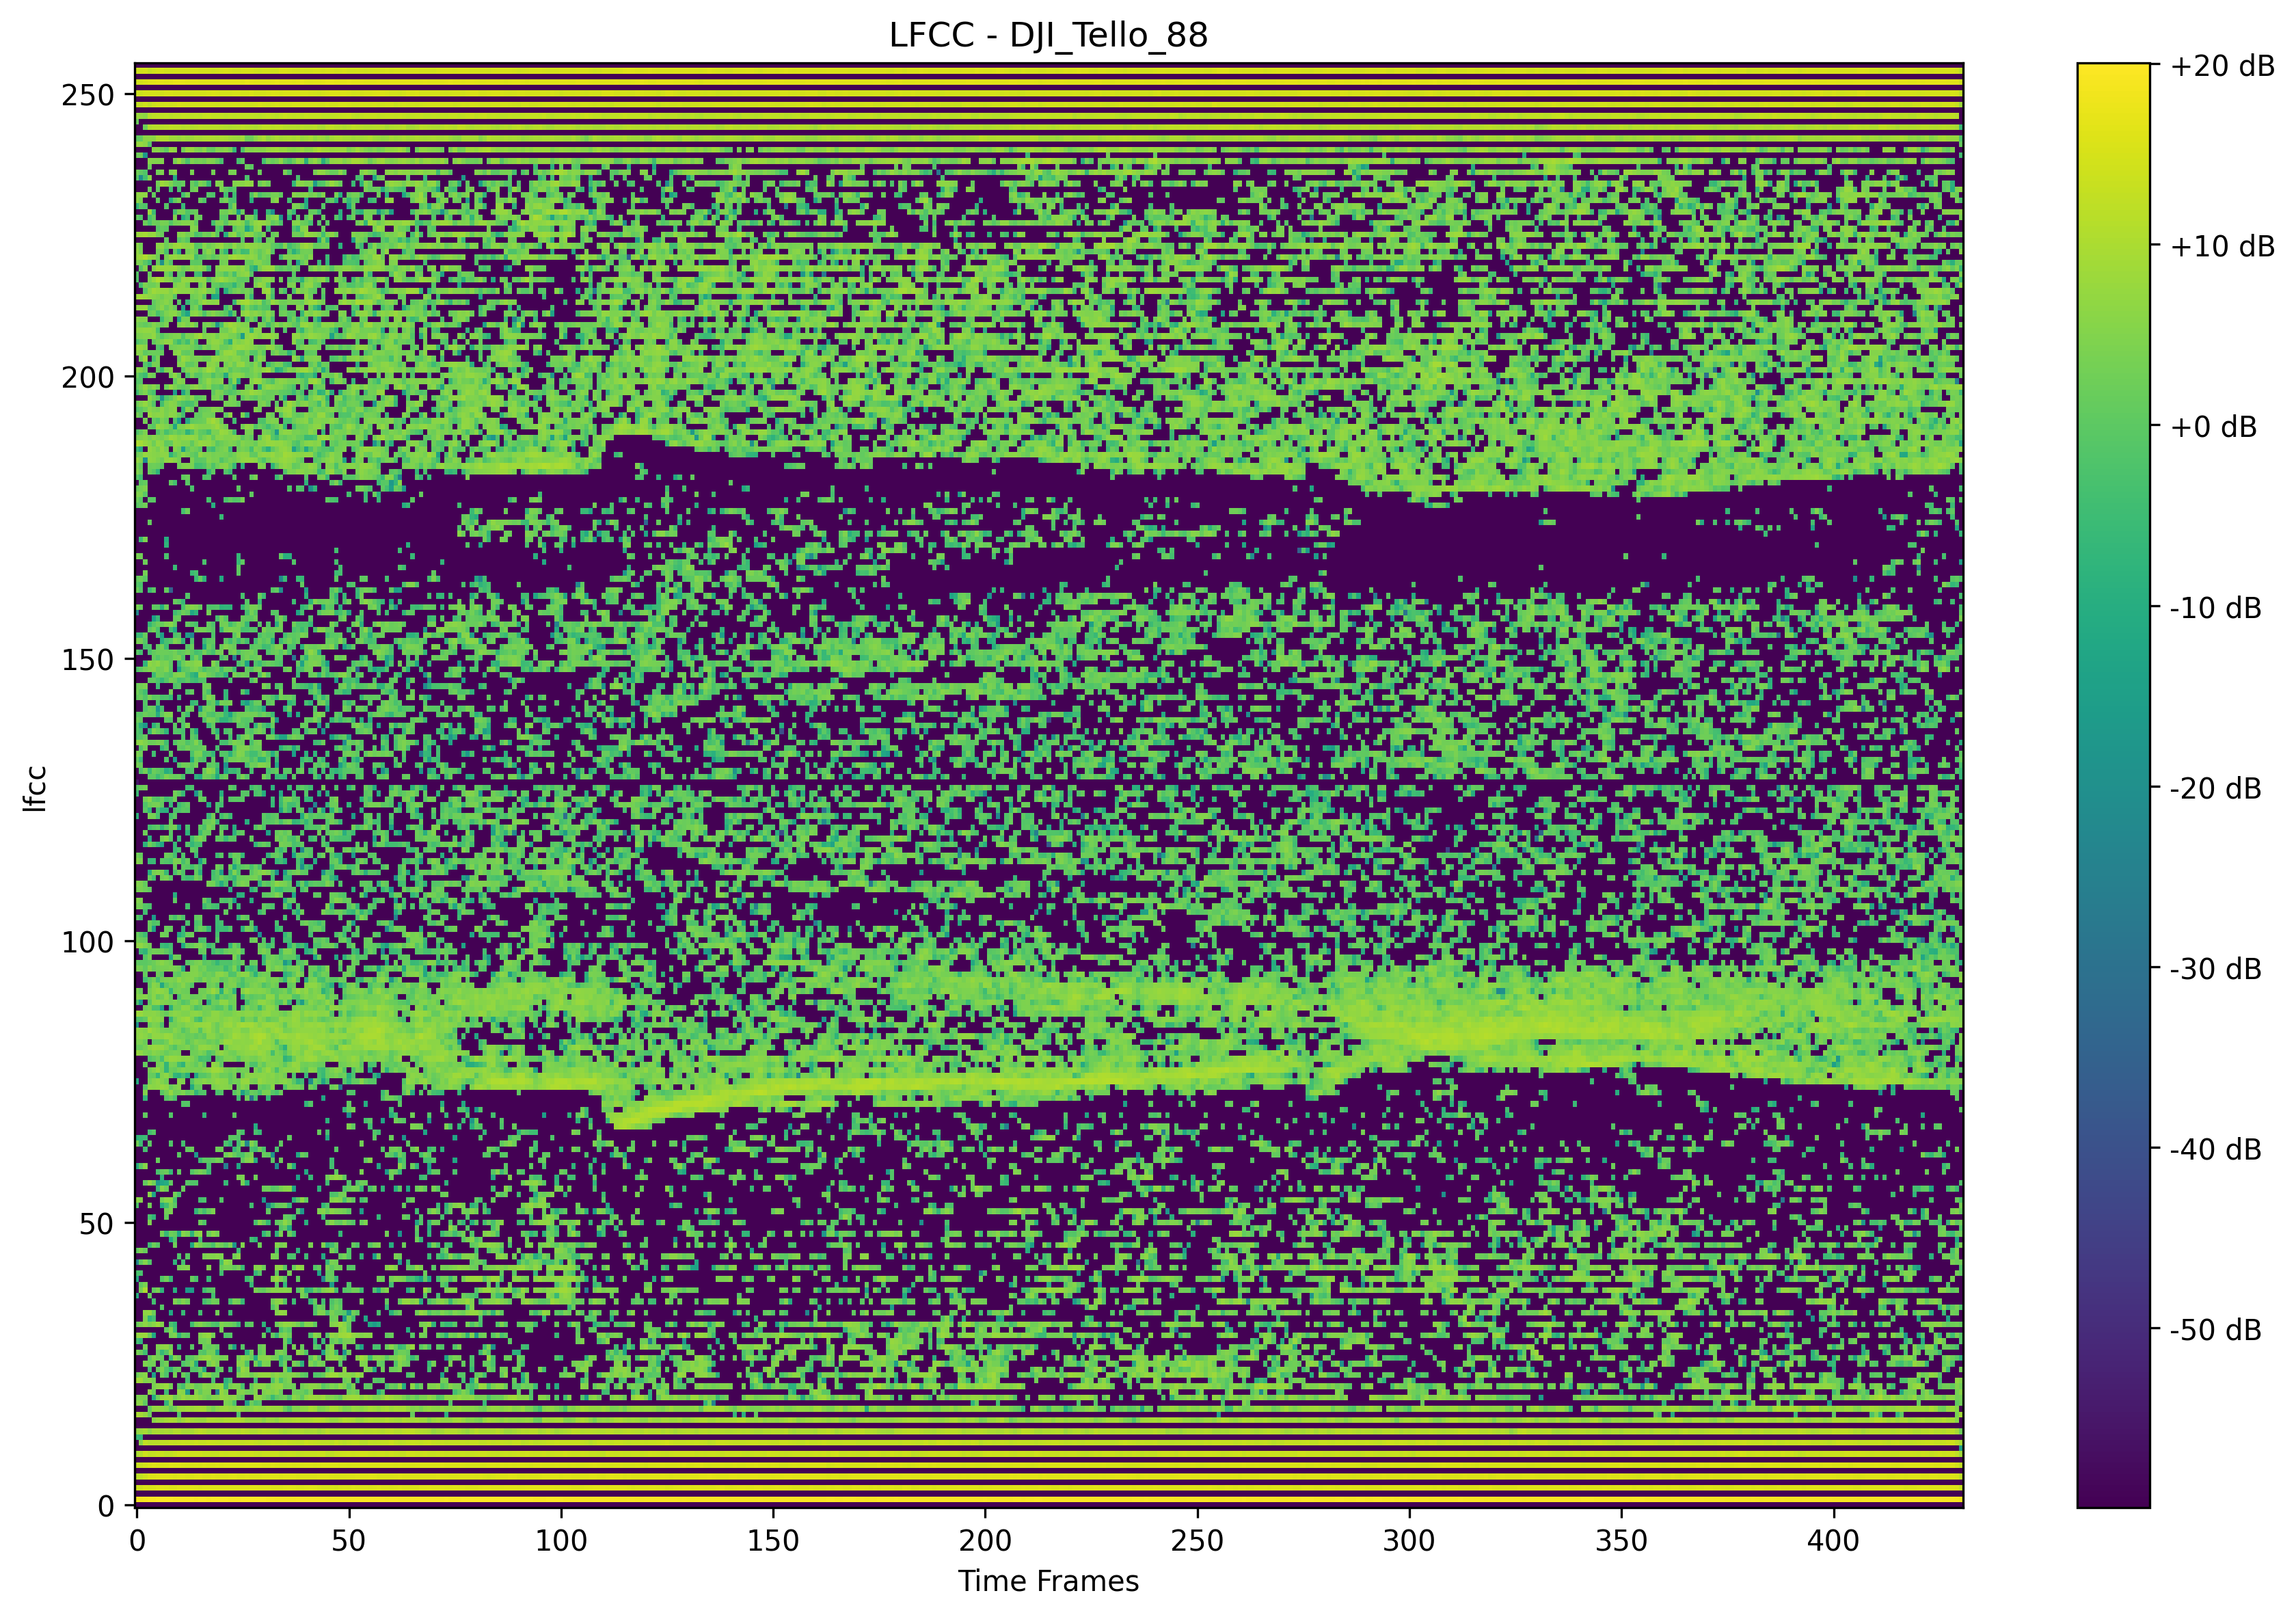 LFCC - DJI_Tello_88
250
200
150
100
50
0
lfcc
0 50 100 150 200 250 300 350 400
Time Frames
+20 dB
+10 dB
+0 dB
-10 dB
-20 dB
-30 dB
-40 dB
-50 dB